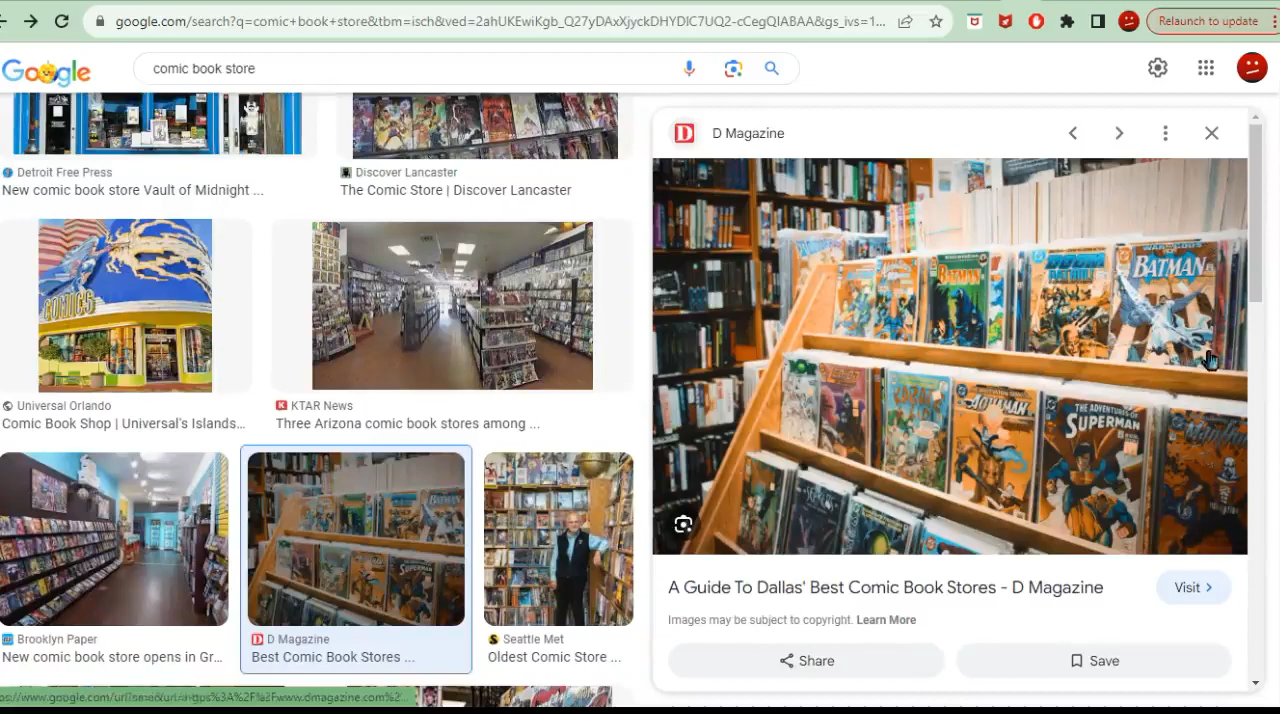 google.com/search?q=comic+book+store&tbm=isch&ved=2ahUKEwiKgb_Q27yDAxXjyckDHYDIC7UQ2-cCegQIABAA&gs_ivs=1...
Relaunch to update
Google
comic book store
D Magazine
Detroit Free Press
New comic book store Vault of Midnight ...
Discover Lancaster
The Comic Store | Discover Lancaster
COMICS
Universal Orlando
Comic Book Shop | Universal's Islands...
KTAR News
Three Arizona comic book stores among ...
BATMAN
BATMAN
AQUAMAN
THE ADVENTURES OF
SUPERMAN
Brooklyn Paper
New comic book store opens in Gr...
D Magazine
Best Comic Book Stores ...
Seattle Met
Oldest Comic Store ...
A Guide To Dallas' Best Comic Book Stores - D Magazine
Visit
Images may be subject to copyright. Learn More
Share
Save